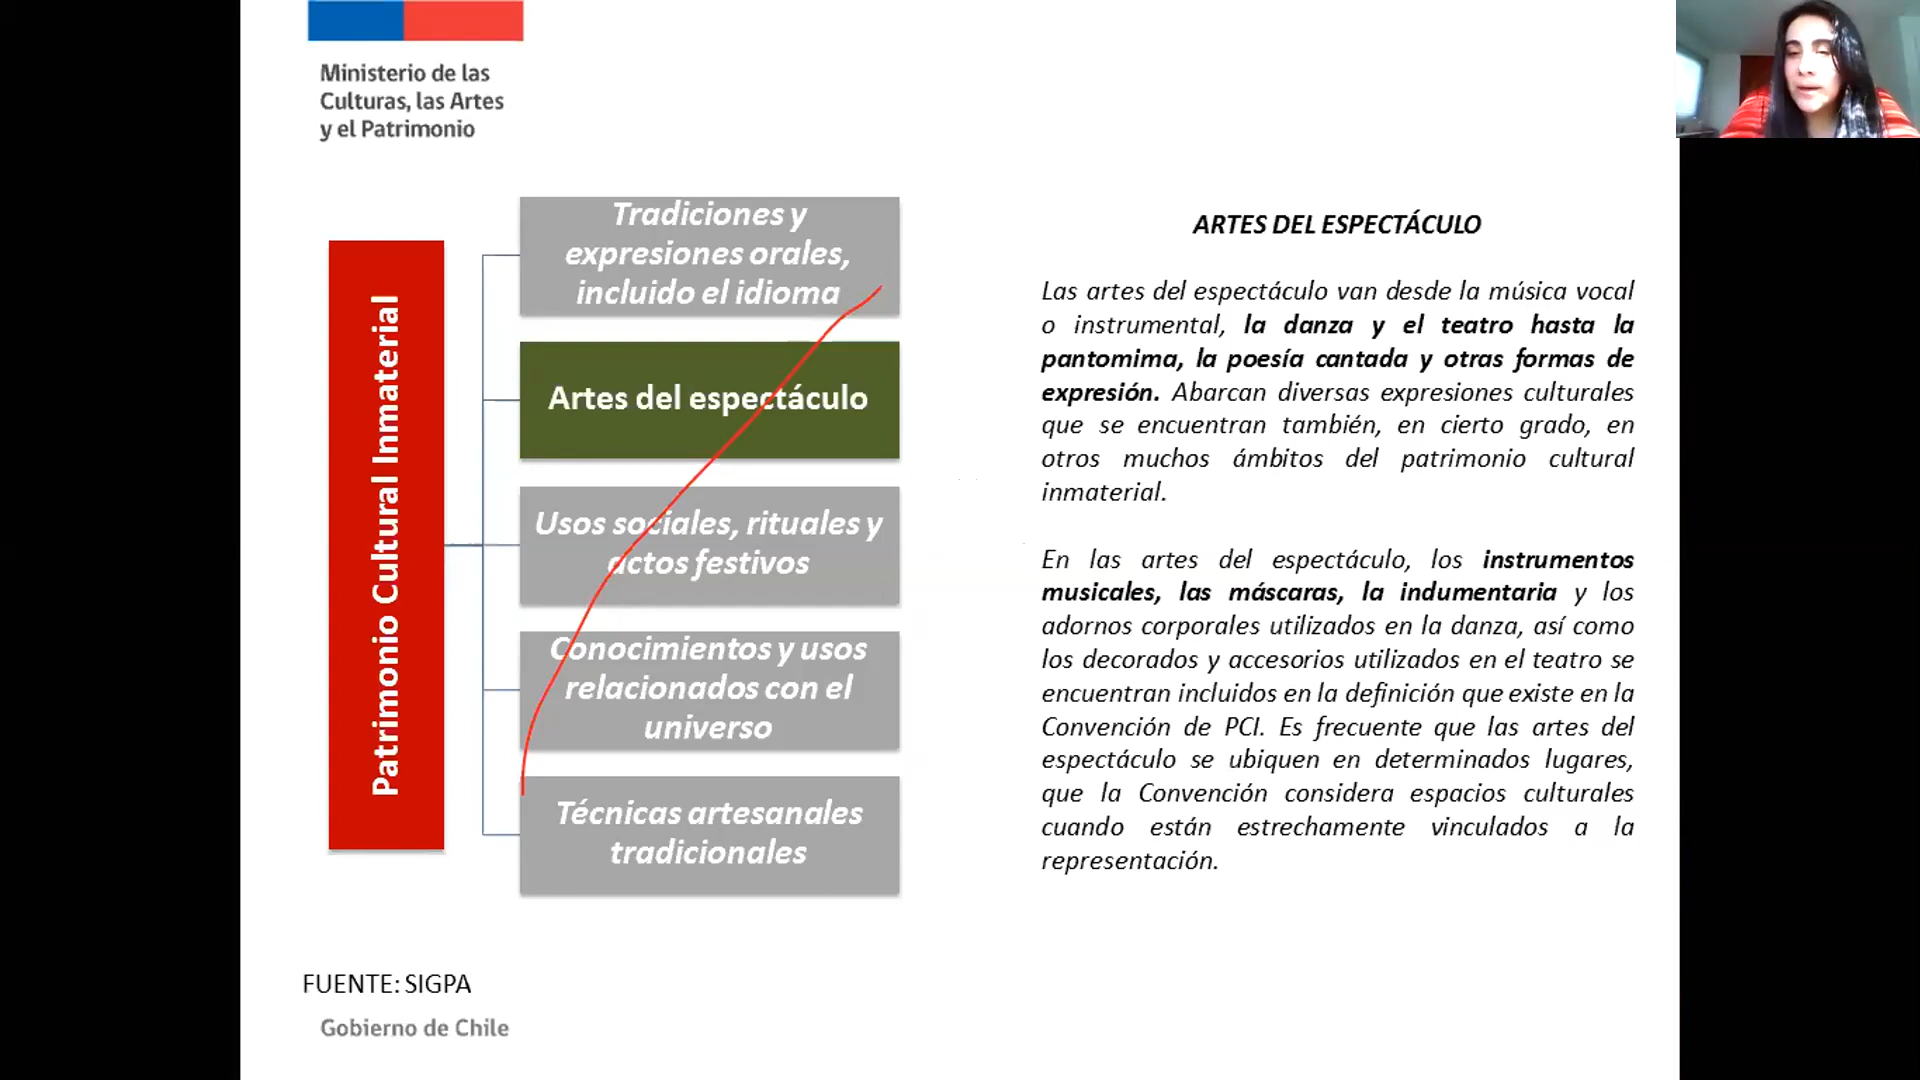 Ministerio de las
Culturas, las Artes
y el Patrimonio
Patrimonio Cultural Inmaterial
Tradiciones y
expresiones orales,
incluido el idioma
Artes del espectáculo
Usos sociales, rituales y
actos festivos
Conocimientos y usos
relacionados con el
universo
Técnicas artesanales
tradicionales
ARTES DEL ESPECTÁCULO
Las artes del espectáculo van desde la música vocal
o instrumental, la danza y el teatro hasta la
pantomima, la poesía cantada y otras formas de
expresión. Abarcan diversas expresiones culturales
que se encuentran también, en cierto grado, en
otros muchos ámbitos del patrimonio cultural
inmaterial.
En las artes del espectáculo, los instrumentos
musicales, las máscaras, la indumentaria y los
adornos corporales utilizados en la danza, así como
los decorados y accesorios utilizados en el teatro se
encuentran incluidos en la definición que existe en la
Convención de PCI. Es frecuente que las artes del
espectáculo se ubiquen en determinados lugares,
que la Convención considera espacios culturales
cuando están estrechamente vinculados a la
representación.
FUENTE: SIGPA
Gobierno de Chile